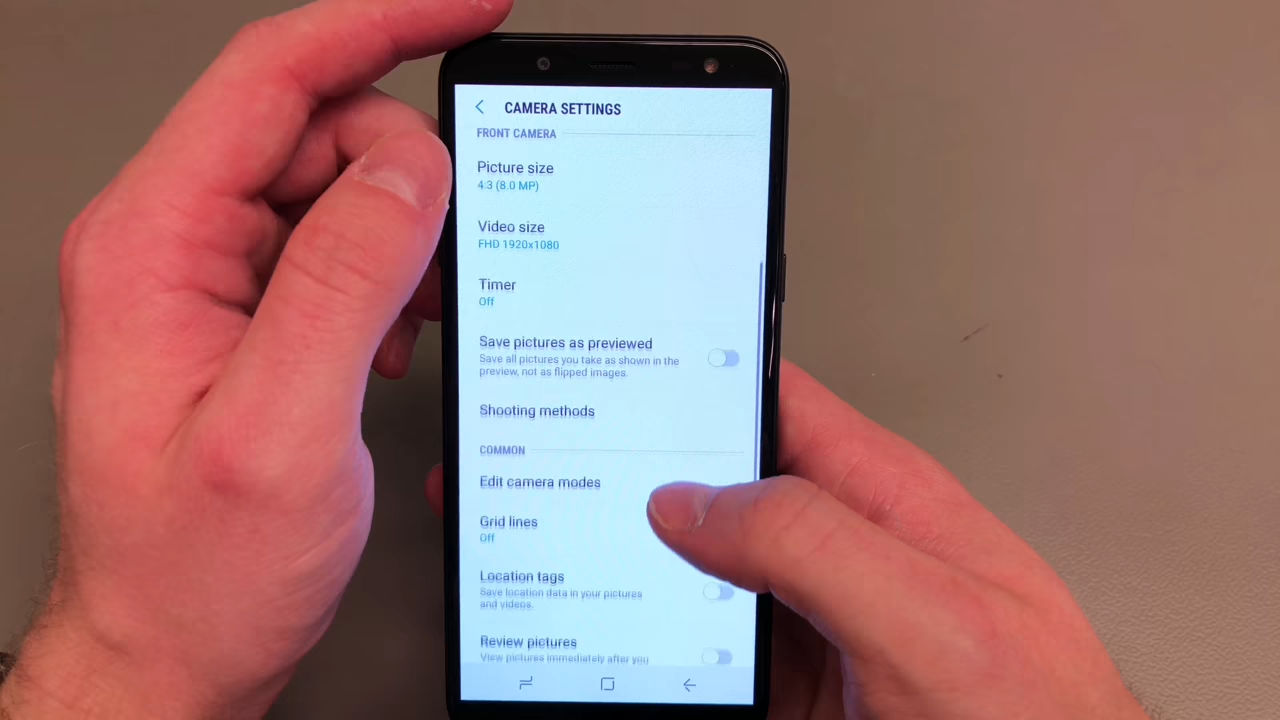 CAMERA SETTINGS
FRONT CAMERA
Picture size
4:3 (8.0 MP)
Video size
FHD 1920x1080
Timer
Off
Save pictures as previewed
Save all pictures you take as shown in the
preview, not as flipped images.
Shooting methods
COMMON
Edit camera modes
Grid lines
Off
Location tags
Save location data in your pictures
and videos.
Review pictures
View pictures immediately after you